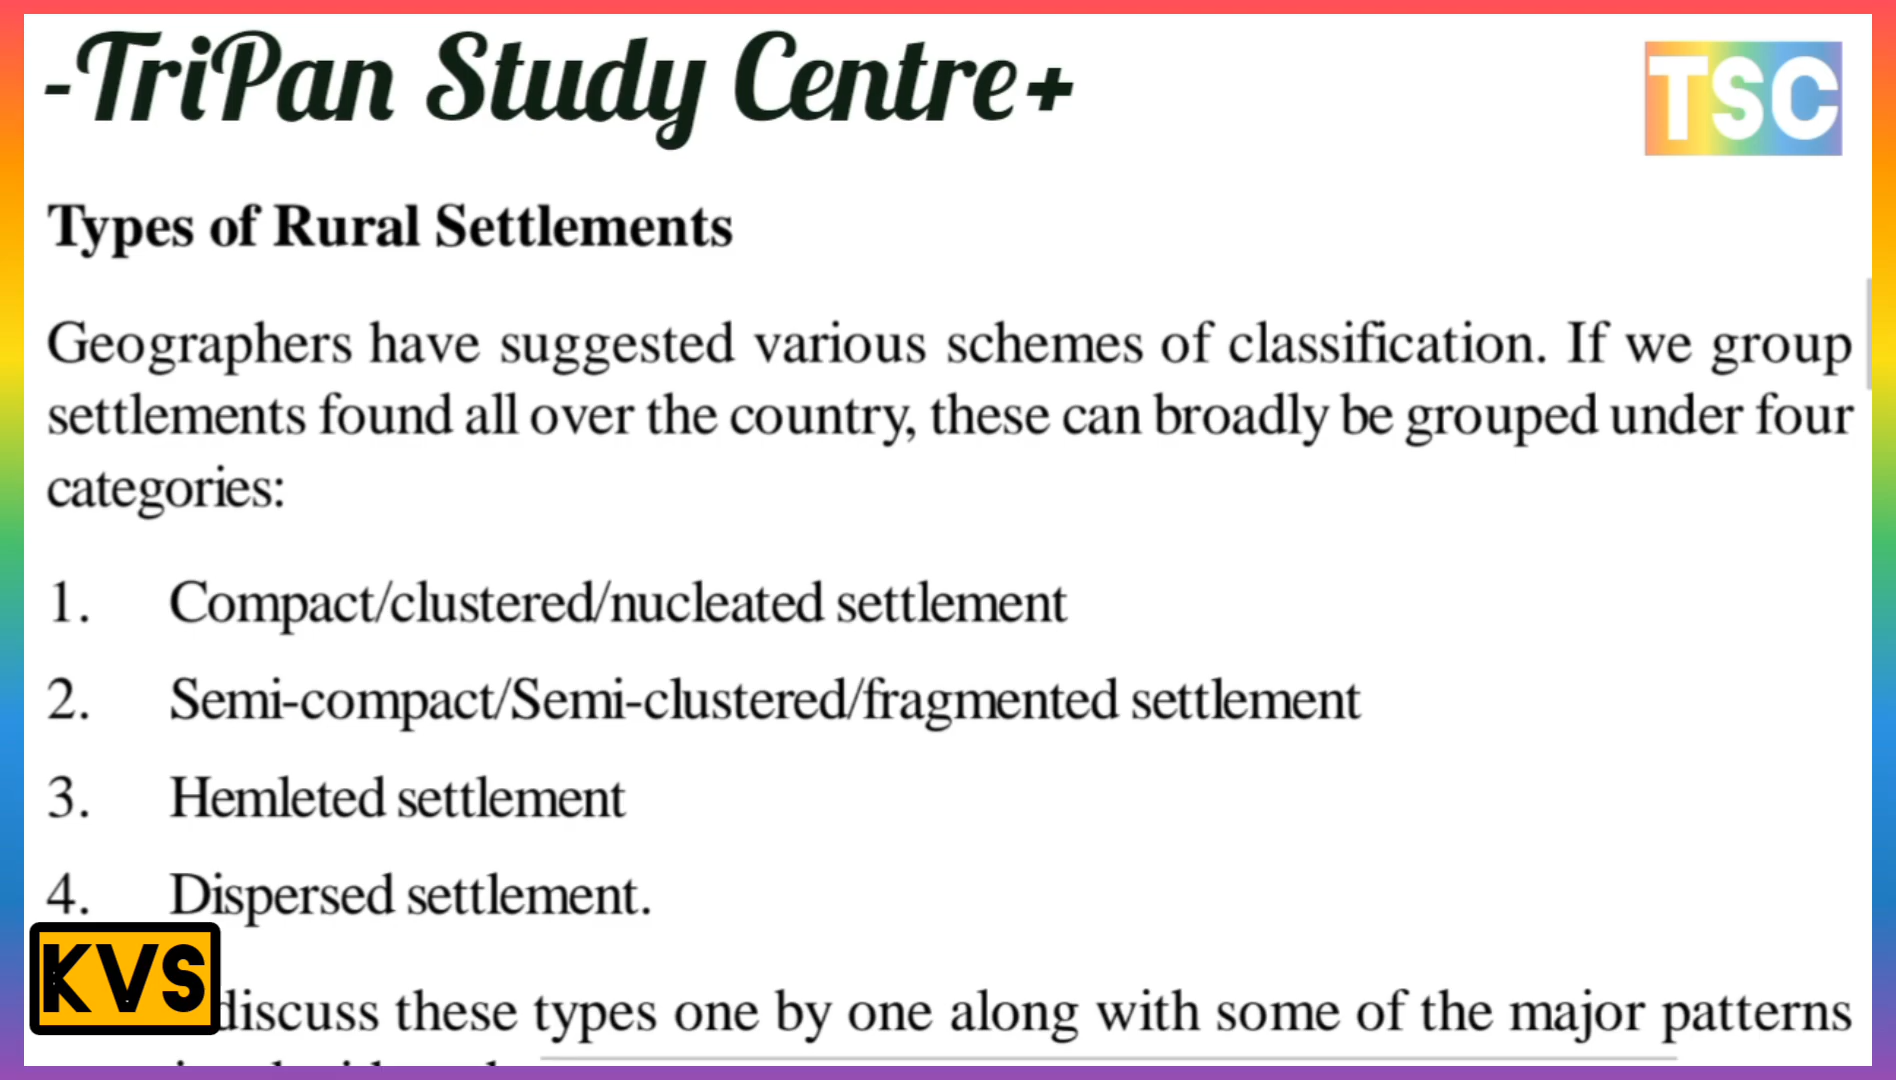 -TriPan Study Centre+
TSC
Types of Rural Settlements
Geographers have suggested various schemes of classification. If we group
settlements found all over the country, these can broadly be grouped under four
categories:
1. Compact/clustered/nucleated settlement
2. Semi-compact/Semi-clustered/fragmented settlement
3. Hemleted settlement
4. Dispersed settlement.
KVS
discuss these types one by one along with some of the major patterns